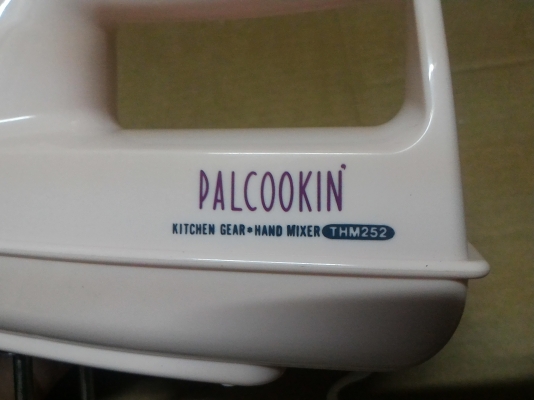 PALCOOKIN'
KITCHEN GEAR•HAND MIXER THM252